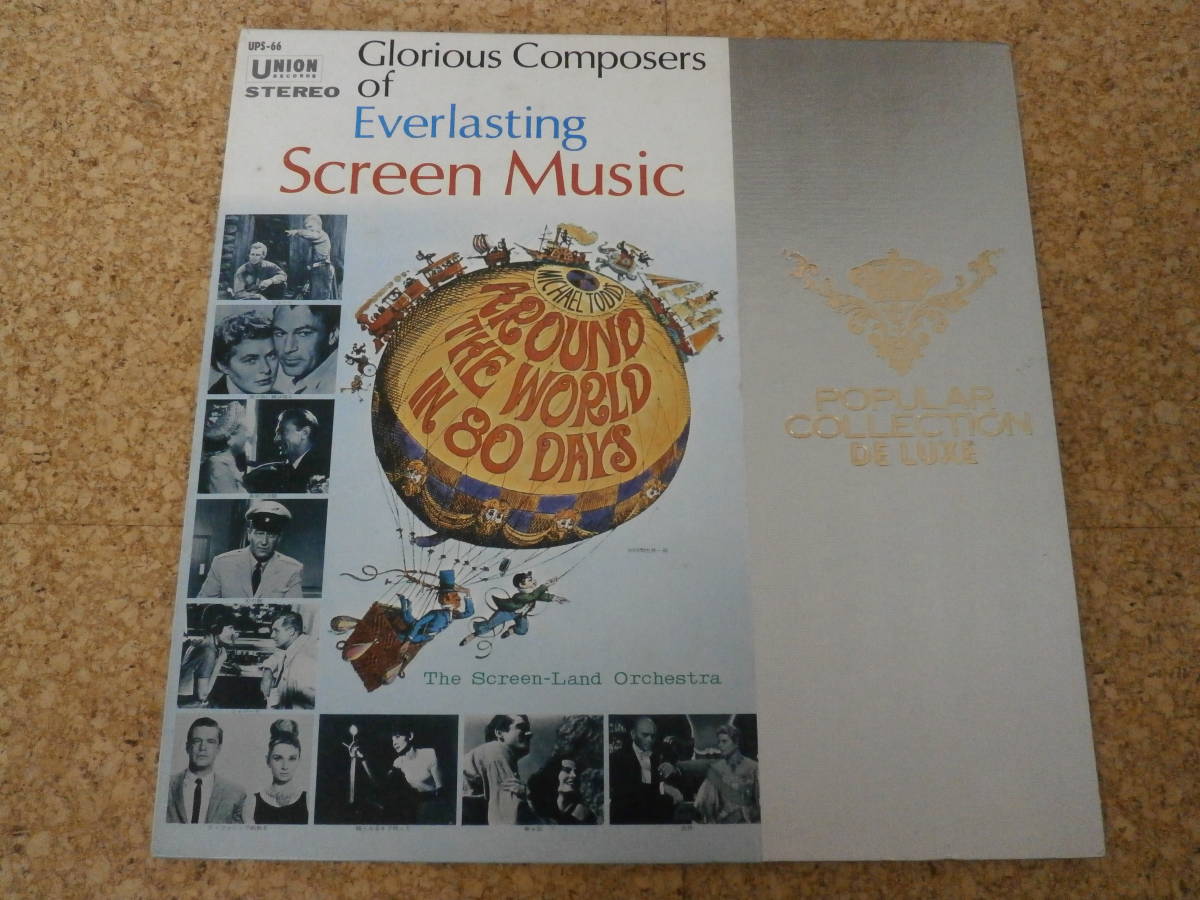 UPS-66
UNION
RECORDS
STEREO
Glorious Composers
of
Everlasting
Screen Music
MICHAEL TODD
AROUND
THE WORLD
IN 80 DAYS
The Screen-Land Orchestra
POPULAR
COLLECTION
DE LUXE